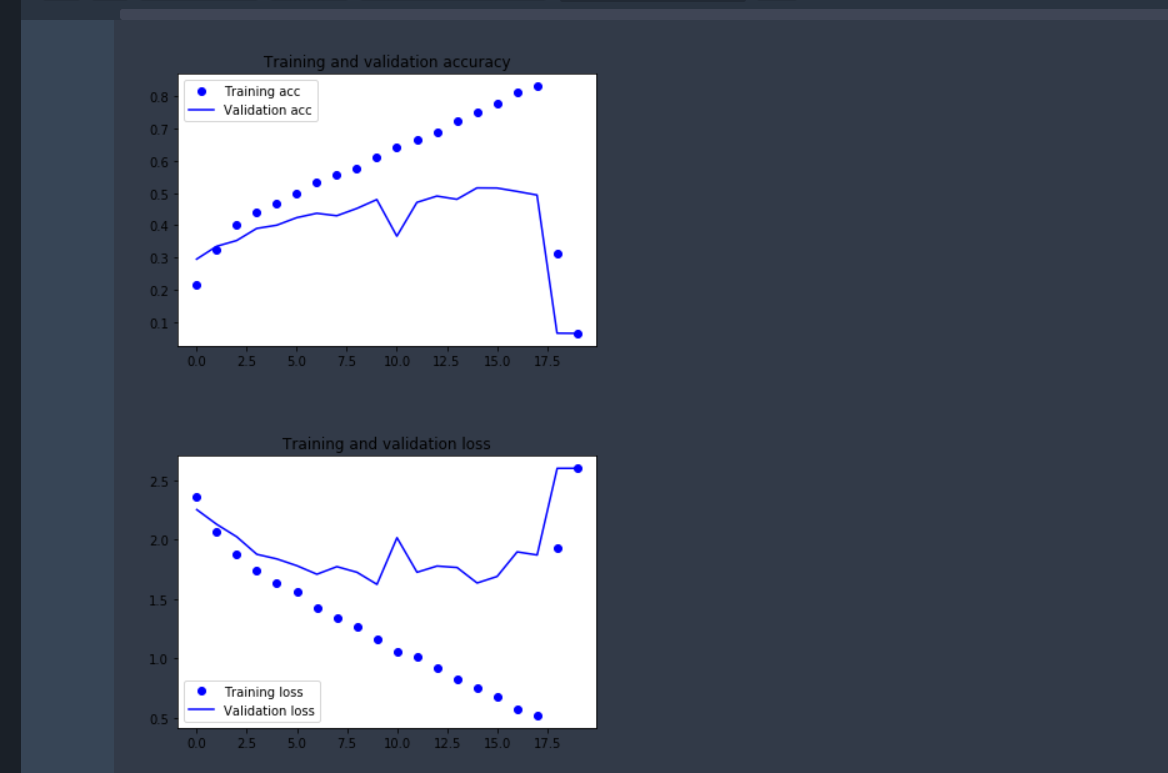 Training and validation accuracy
Training acc
Validation acc
0.8
0.7
0.6
0.5
0.4
0.3
0.2
0.1
0.0 2.5 5.0 7.5 10.0 12.5 15.0 17.5
Training and validation loss
2.5
2.0
1.5
1.0
0.5
Training loss
Validation loss
0.0 2.5 5.0 7.5 10.0 12.5 15.0 17.5